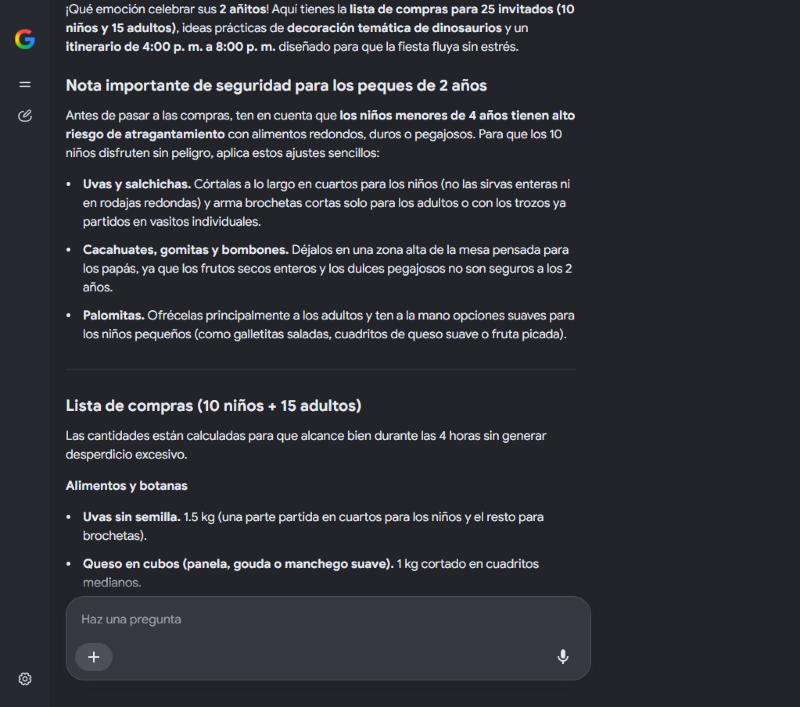 ¡Qué emoción celebrar sus 2 añitos! Aquí tienes la lista de compras para 25 invitados (10
niños y 15 adultos), ideas prácticas de decoración temática de dinosaurios y un
itinerario de 4:00 p. m. a 8:00 p. m. diseñado para que la fiesta fluya sin estrés.
Nota importante de seguridad para los peques de 2 años
Antes de pasar a las compras, ten en cuenta que los niños menores de 4 años tienen alto
riesgo de atragantamiento con alimentos redondos, duros o pegajosos. Para que los 10
niños disfruten sin peligro, aplica estos ajustes sencillos:
• Uvas y salchichas. Córtalas a lo largo en cuartos para los niños (no las sirvas enteras ni
en rodajas redondas) y arma brochetas cortas solo para los adultos o con los trozos ya
partidos en vasitos individuales.
• Cacahuates, gomitas y bombones. Déjalos en una zona alta de la mesa pensada para
los papás, ya que los frutos secos enteros y los dulces pegajosos no son seguros a los 2
años.
• Palomitas. Ofrécelas principalmente a los adultos y ten a la mano opciones suaves para
los niños pequeños (como galletitas saladas, cuadritos de queso suave o fruta picada).
Lista de compras (10 niños + 15 adultos)
Las cantidades están calculadas para que alcance bien durante las 4 horas sin generar
desperdicio excesivo.
Alimentos y botanas
• Uvas sin semilla. 1.5 kg (una parte partida en cuartos para los niños y el resto para
brochetas).
• Queso en cubos (panela, gouda o manchego suave). 1 kg cortado en cuadritos
medianos.
Haz una pregunta